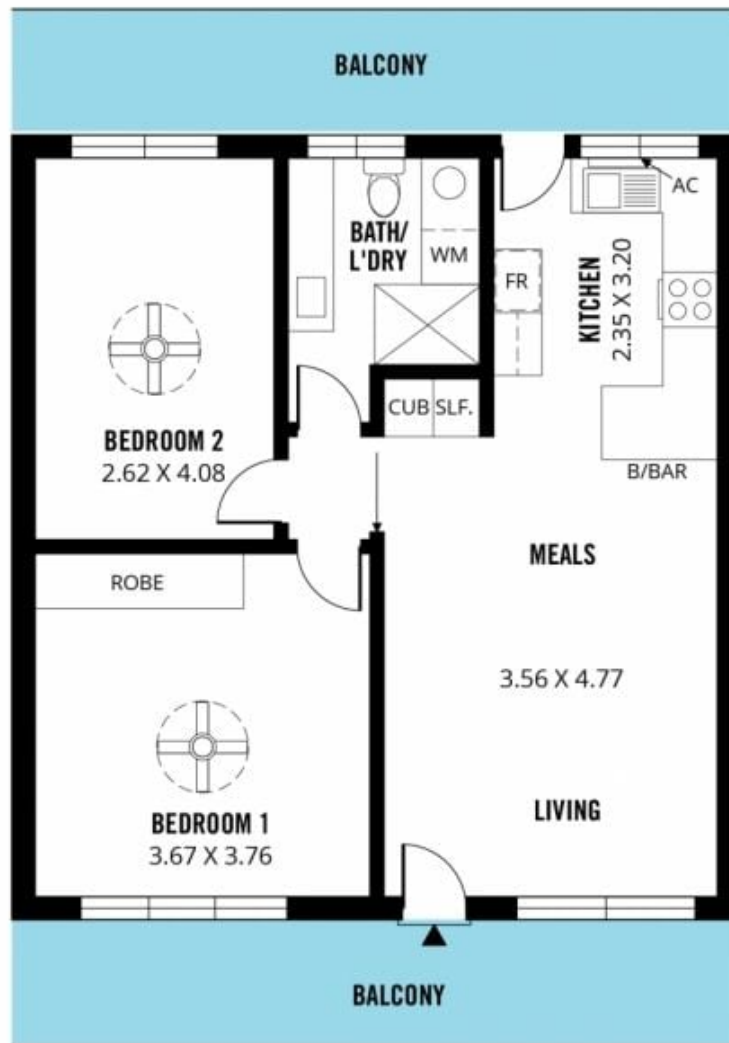 BALCONY
AC
BATH/
L'DRY
WM
FR
KITCHEN
2.35 X 3.20
CUB
SLF.
BEDROOM 2
2.62 X 4.08
B/BAR
MEALS
ROBE
3.56 X 4.77
LIVING
BEDROOM 1
3.67 X 3.76
BALCONY